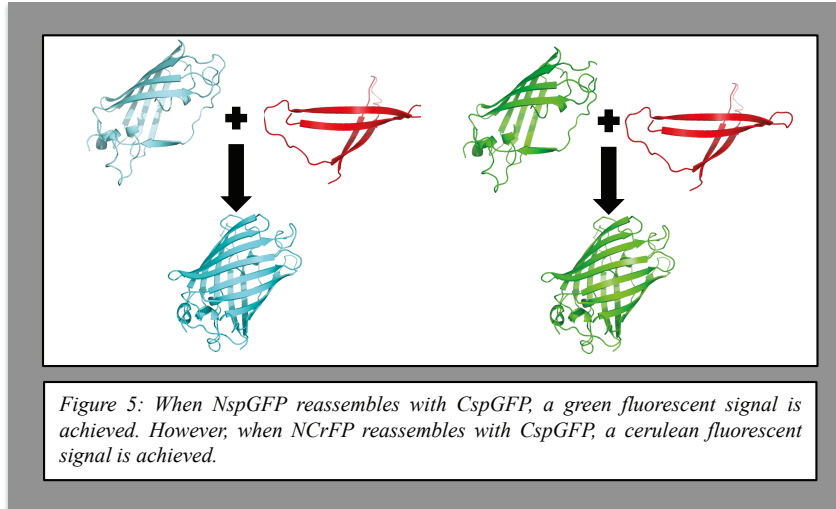 Figure 5: When NspGFP reassembles with CspGFP, a green fluorescent signal is
achieved. However, when NCrFP reassembles with CspGFP, a cerulean fluorescent
signal is achieved.